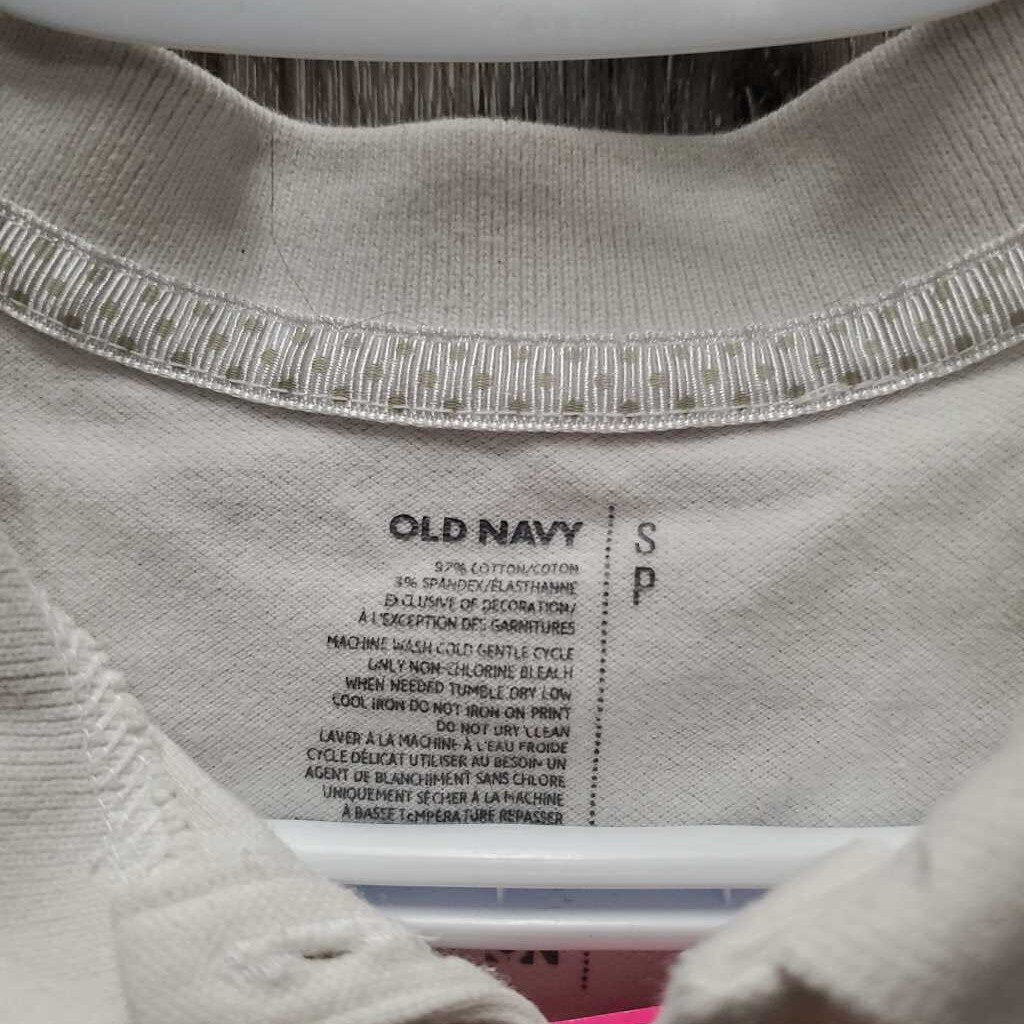 OLD NAVY
97% COTTON/COTON
3% SPANDEX/ÉLASTHANNE
EXCLUSIVE OF DECORATION/
À L'EXCEPTION DES GARNITURES
MACHINE WASH COLD GENTLE CYCLE
ONLY NON-CHLORINE BLEACH
WHEN NEEDED TUMBLE DRY LOW
COOL IRON DO NOT IRON ON PRINT
DO NOT DRY CLEAN
LAVER À LA MACHINE À L'EAU FROIDE
CYCLE DÉLICAT UTILISER AU BESOIN UN
AGENT DE BLANCHIMENT SANS CHLORE
UNIQUEMENT SÉCHER À LA MACHINE
À BASSE TEMPÉRATURE REPASSER
S
P